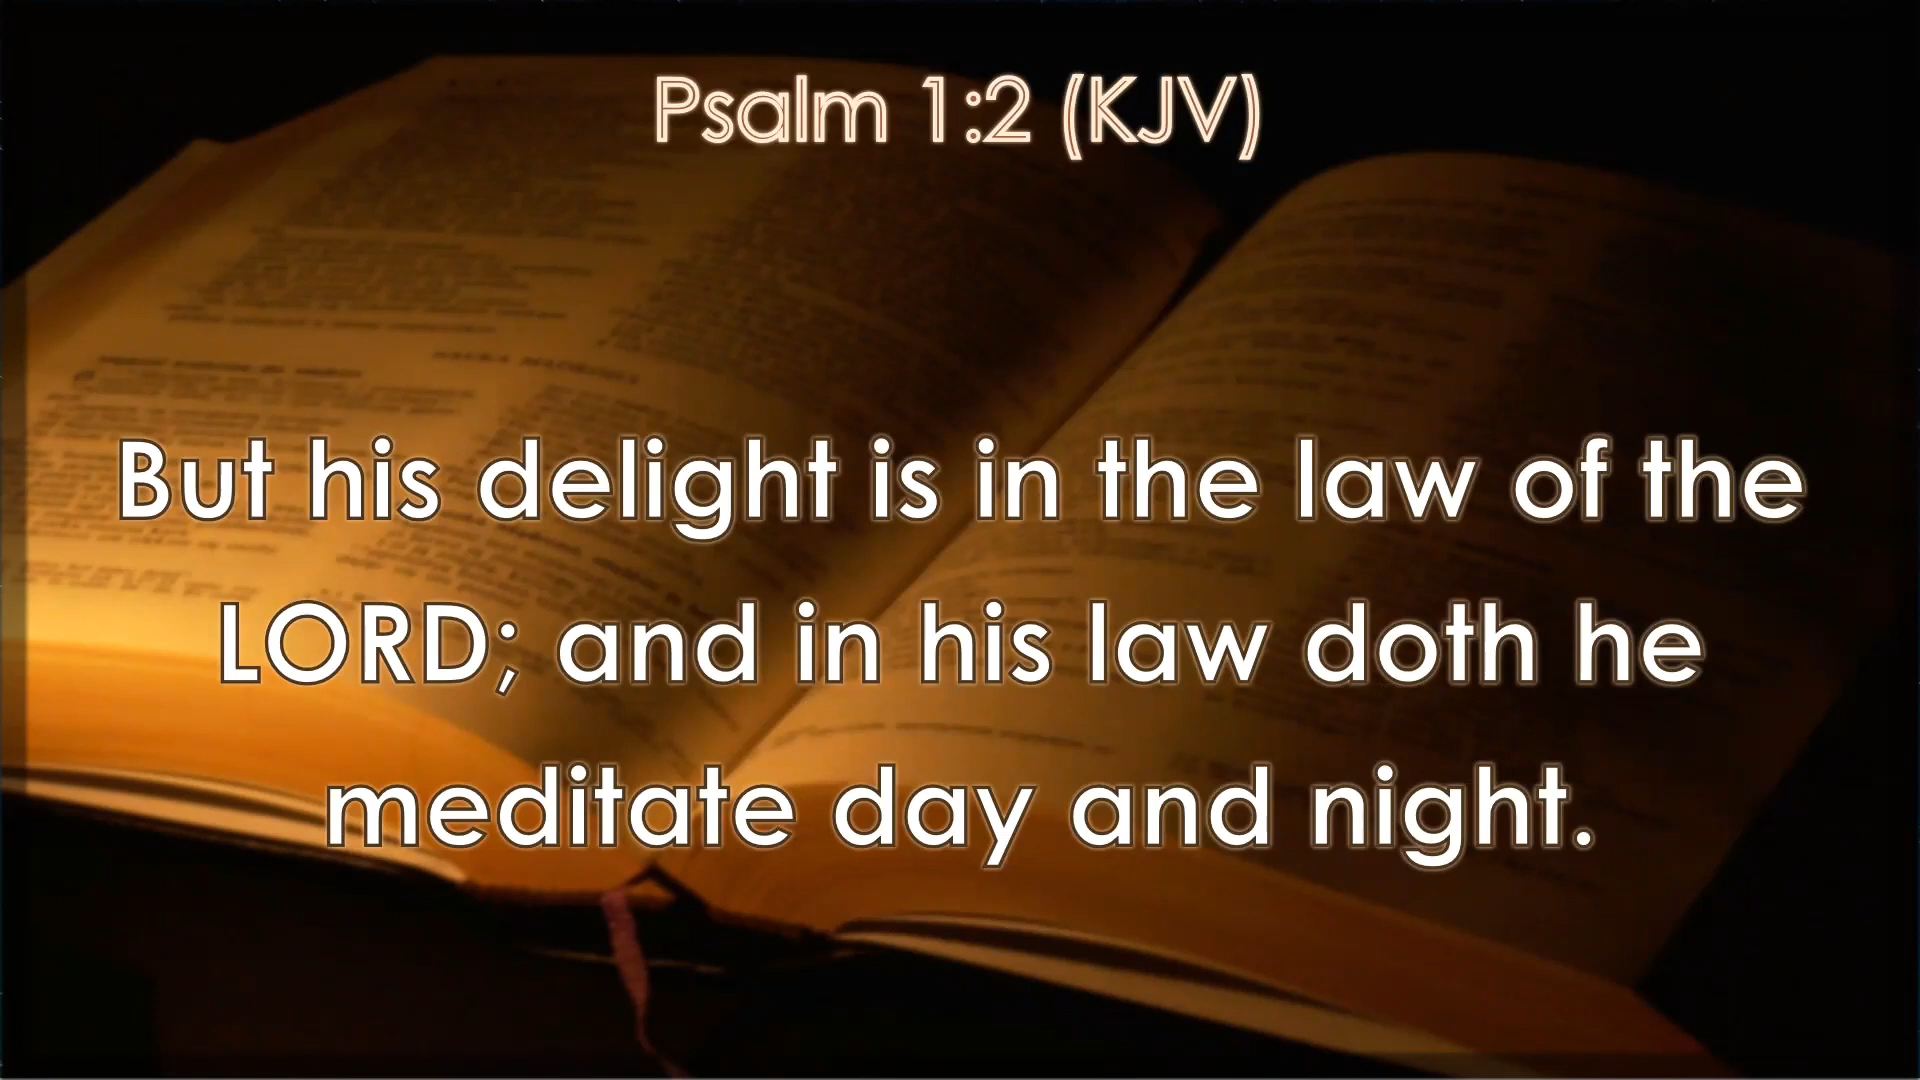 Psalm 1:2 (KJV)
But his delight is in the law of the
LORD; and in his law doth he
meditate day and night.